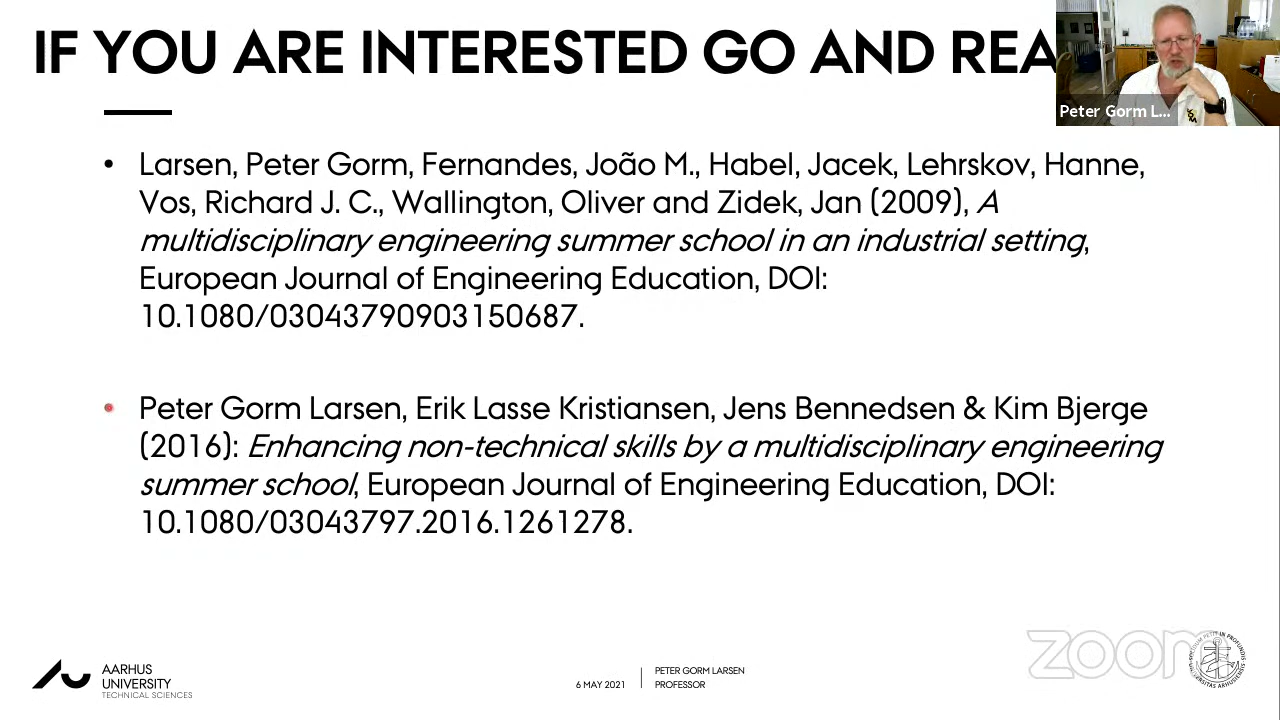 IF YOU ARE INTERESTED GO AND REA
Peter Gorm L...
• Larsen, Peter Gorm, Fernandes, João M., Habel, Jacek, Lehrskov, Hanne,
Vos, Richard J. C., Wallington, Oliver and Zidek, Jan (2009), A
multidisciplinary engineering summer school in an industrial setting,
European Journal of Engineering Education, DOI:
10.1080/03043790903150687.
• Peter Gorm Larsen, Erik Lasse Kristiansen, Jens Bennedsen & Kim Bjerge
(2016): Enhancing non-technical skills by a multidisciplinary engineering
summer school, European Journal of Engineering Education, DOI:
10.1080/03043797.2016.1261278.
AARHUS
UNIVERSITY
TECHNICAL SCIENCES
6 MAY 2021
PETER GORM LARSEN
PROFESSOR
zoom